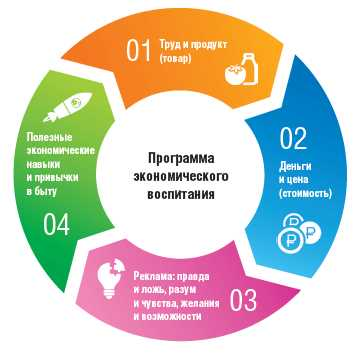 01
Труд и продукт
(товар)
02
Деньги
и цена
(стоимость)
₽
₽
03
Реклама: правда
и ложь, разум
и чувства, желания
и возможности
04
Полезные
экономические
навыки
и привычки
в быту
Программа
экономического
воспитания